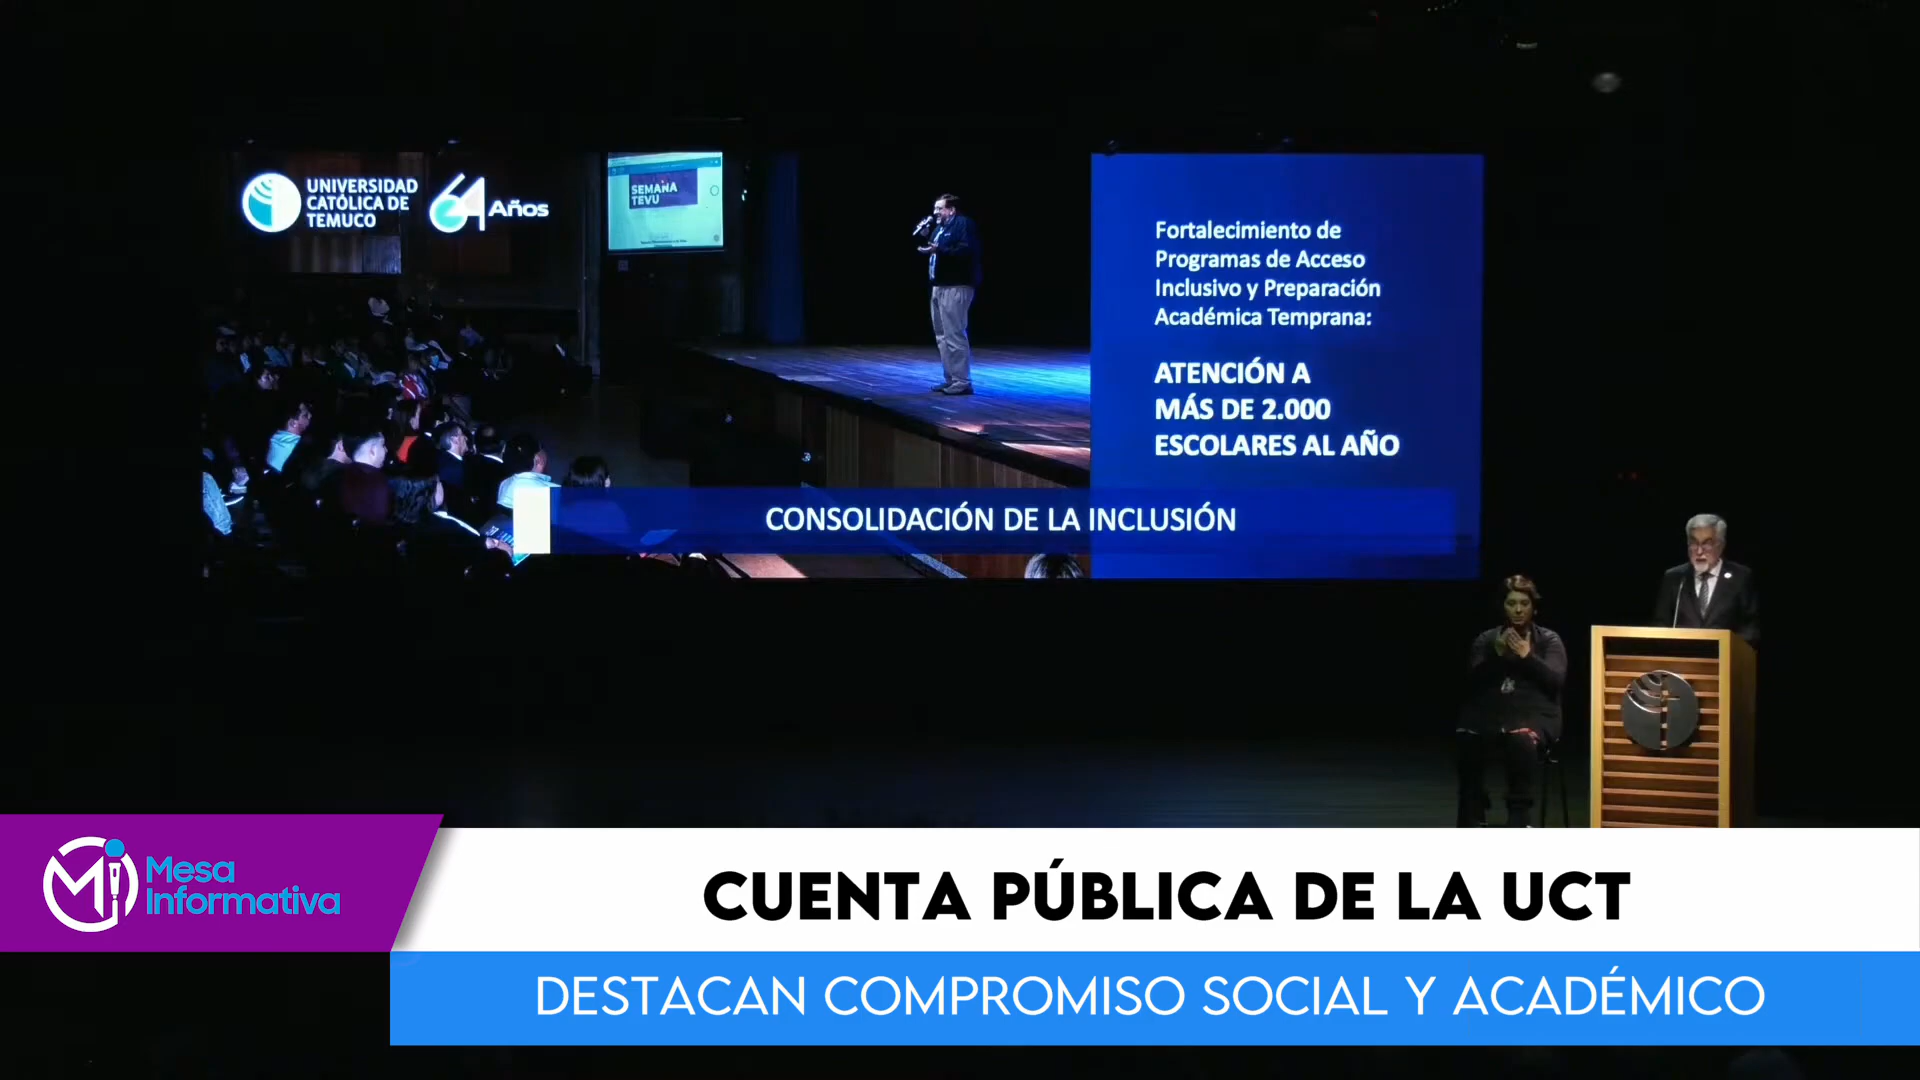 UNIVERSIDAD
CATÓLICA DE
TEMUCO
64 Años
SEMANA
TEVU
Fortalecimiento de
Programas de Acceso
Inclusivo y Preparación
Académica Temprana:
ATENCIÓN A
MÁS DE 2.000
ESCOLARES AL AÑO
CONSOLIDACIÓN DE LA INCLUSIÓN
Mesa
Informativa
CUENTA PÚBLICA DE LA UCT
DESTACAN COMPROMISO SOCIAL Y ACADÉMICO